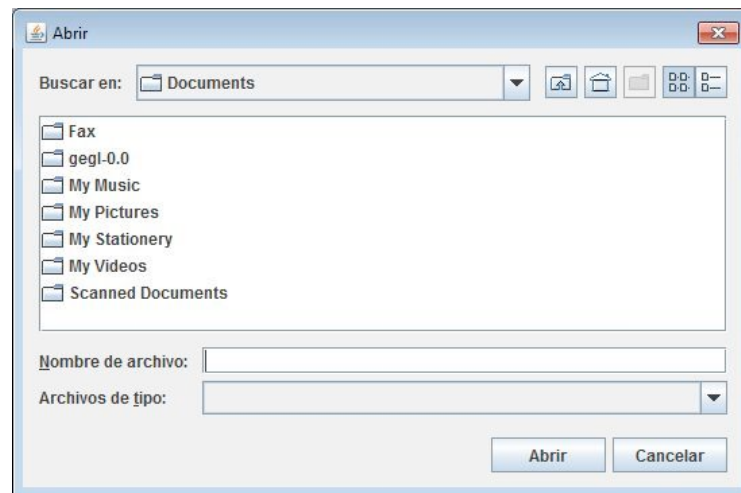 Abrir
Buscar en: Documents
Fax
gegl-0.0
My Music
My Pictures
My Stationery
My Videos
Scanned Documents
Nombre de archivo:
Archivos de tipo:
Abrir Cancelar